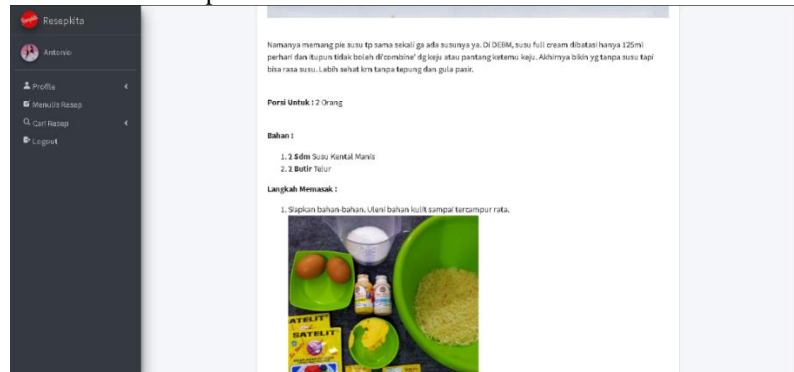 Resepkita
Antonio
Profile
Menulis Resep
Cari Resep
Logout
Namanya memang pie susu tp sama sekali ga ada susunya ya. Di DEBM, susu full cream dibatasi hanya 125ml
perhari dan itupun tidak boleh di'combine' dg keju atau pantang ketemu keju. Akhirnya bikin yg tanpa susu tapi
bisa rasa susu. Lebih sehat krn tanpa tepung dan gula pasir.
Porsi Untuk : 2 Orang
Bahan :
1. 2 Sdm Susu Kental Manis
2. 2 Butir Telur
Langkah Memasak :
1. Siapkan bahan-bahan. Uleni bahan kulit sampai tercampur rata.
SATELIT
SATELIT